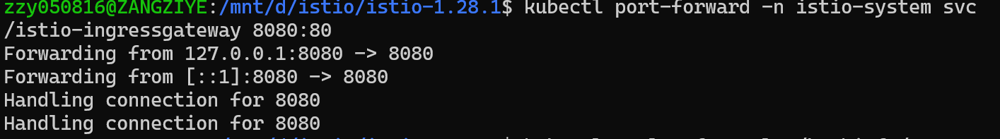 zzy050816@ZANGZIYE:/mnt/d/istio/istio-1.28.1$ kubectl port-forward -n istio-system svc
/istio-ingressgateway 8080:80
Forwarding from 127.0.0.1:8080 -> 8080
Forwarding from [::1]:8080 -> 8080
Handling connection for 8080
Handling connection for 8080